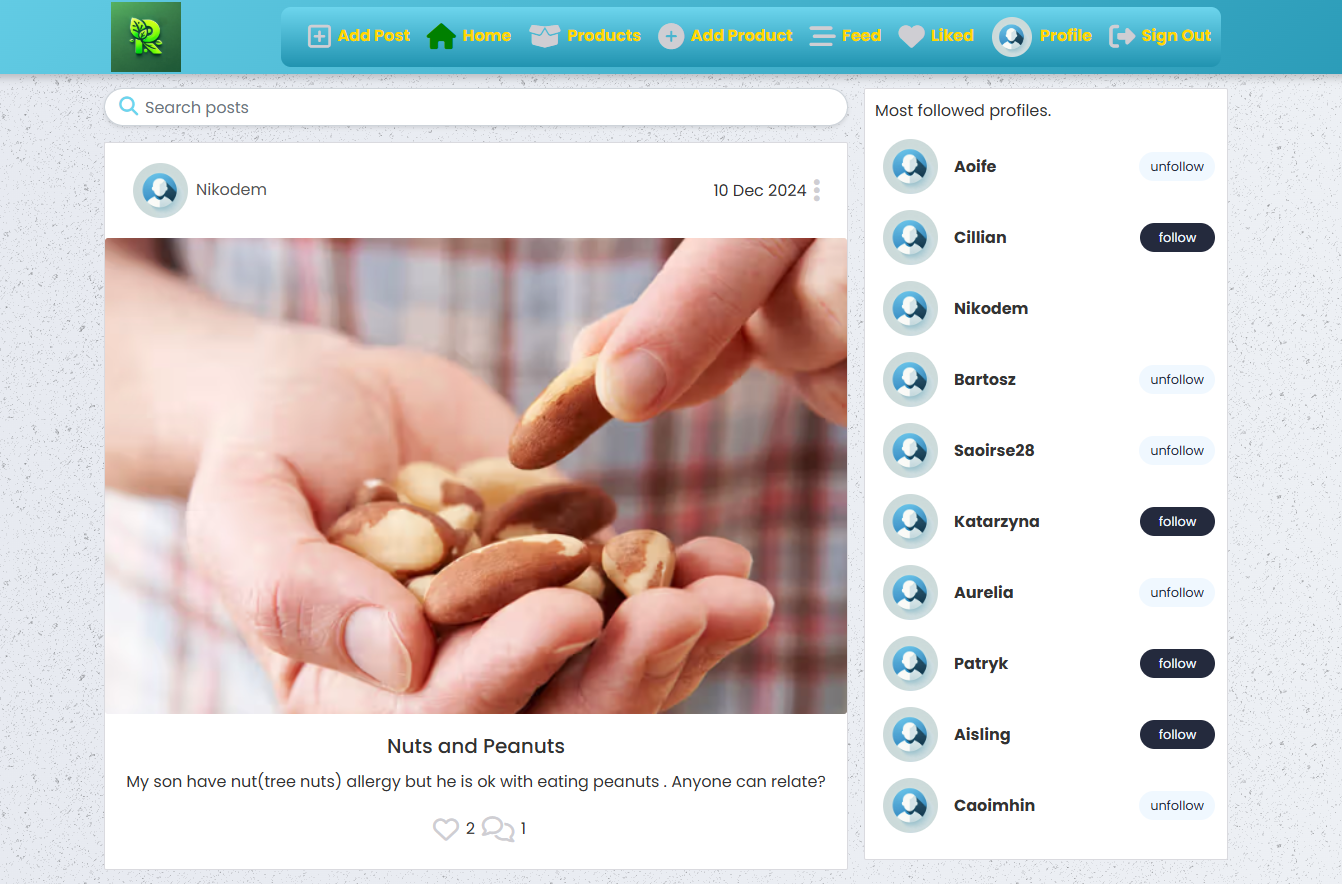 R
Add Post Home Products Add Product Feed Liked Profile Sign Out
Search posts
Nikodem
10 Dec 2024
Nuts and Peanuts
My son have nut(tree nuts) allergy but he is ok with eating peanuts . Anyone can relate?
2 1
Most followed profiles.
Aoife unfollow
Cillian follow
Nikodem
Bartosz unfollow
Saoirse28 unfollow
Katarzyna follow
Aurelia unfollow
Patryk follow
Aisling follow
Caoimhin unfollow